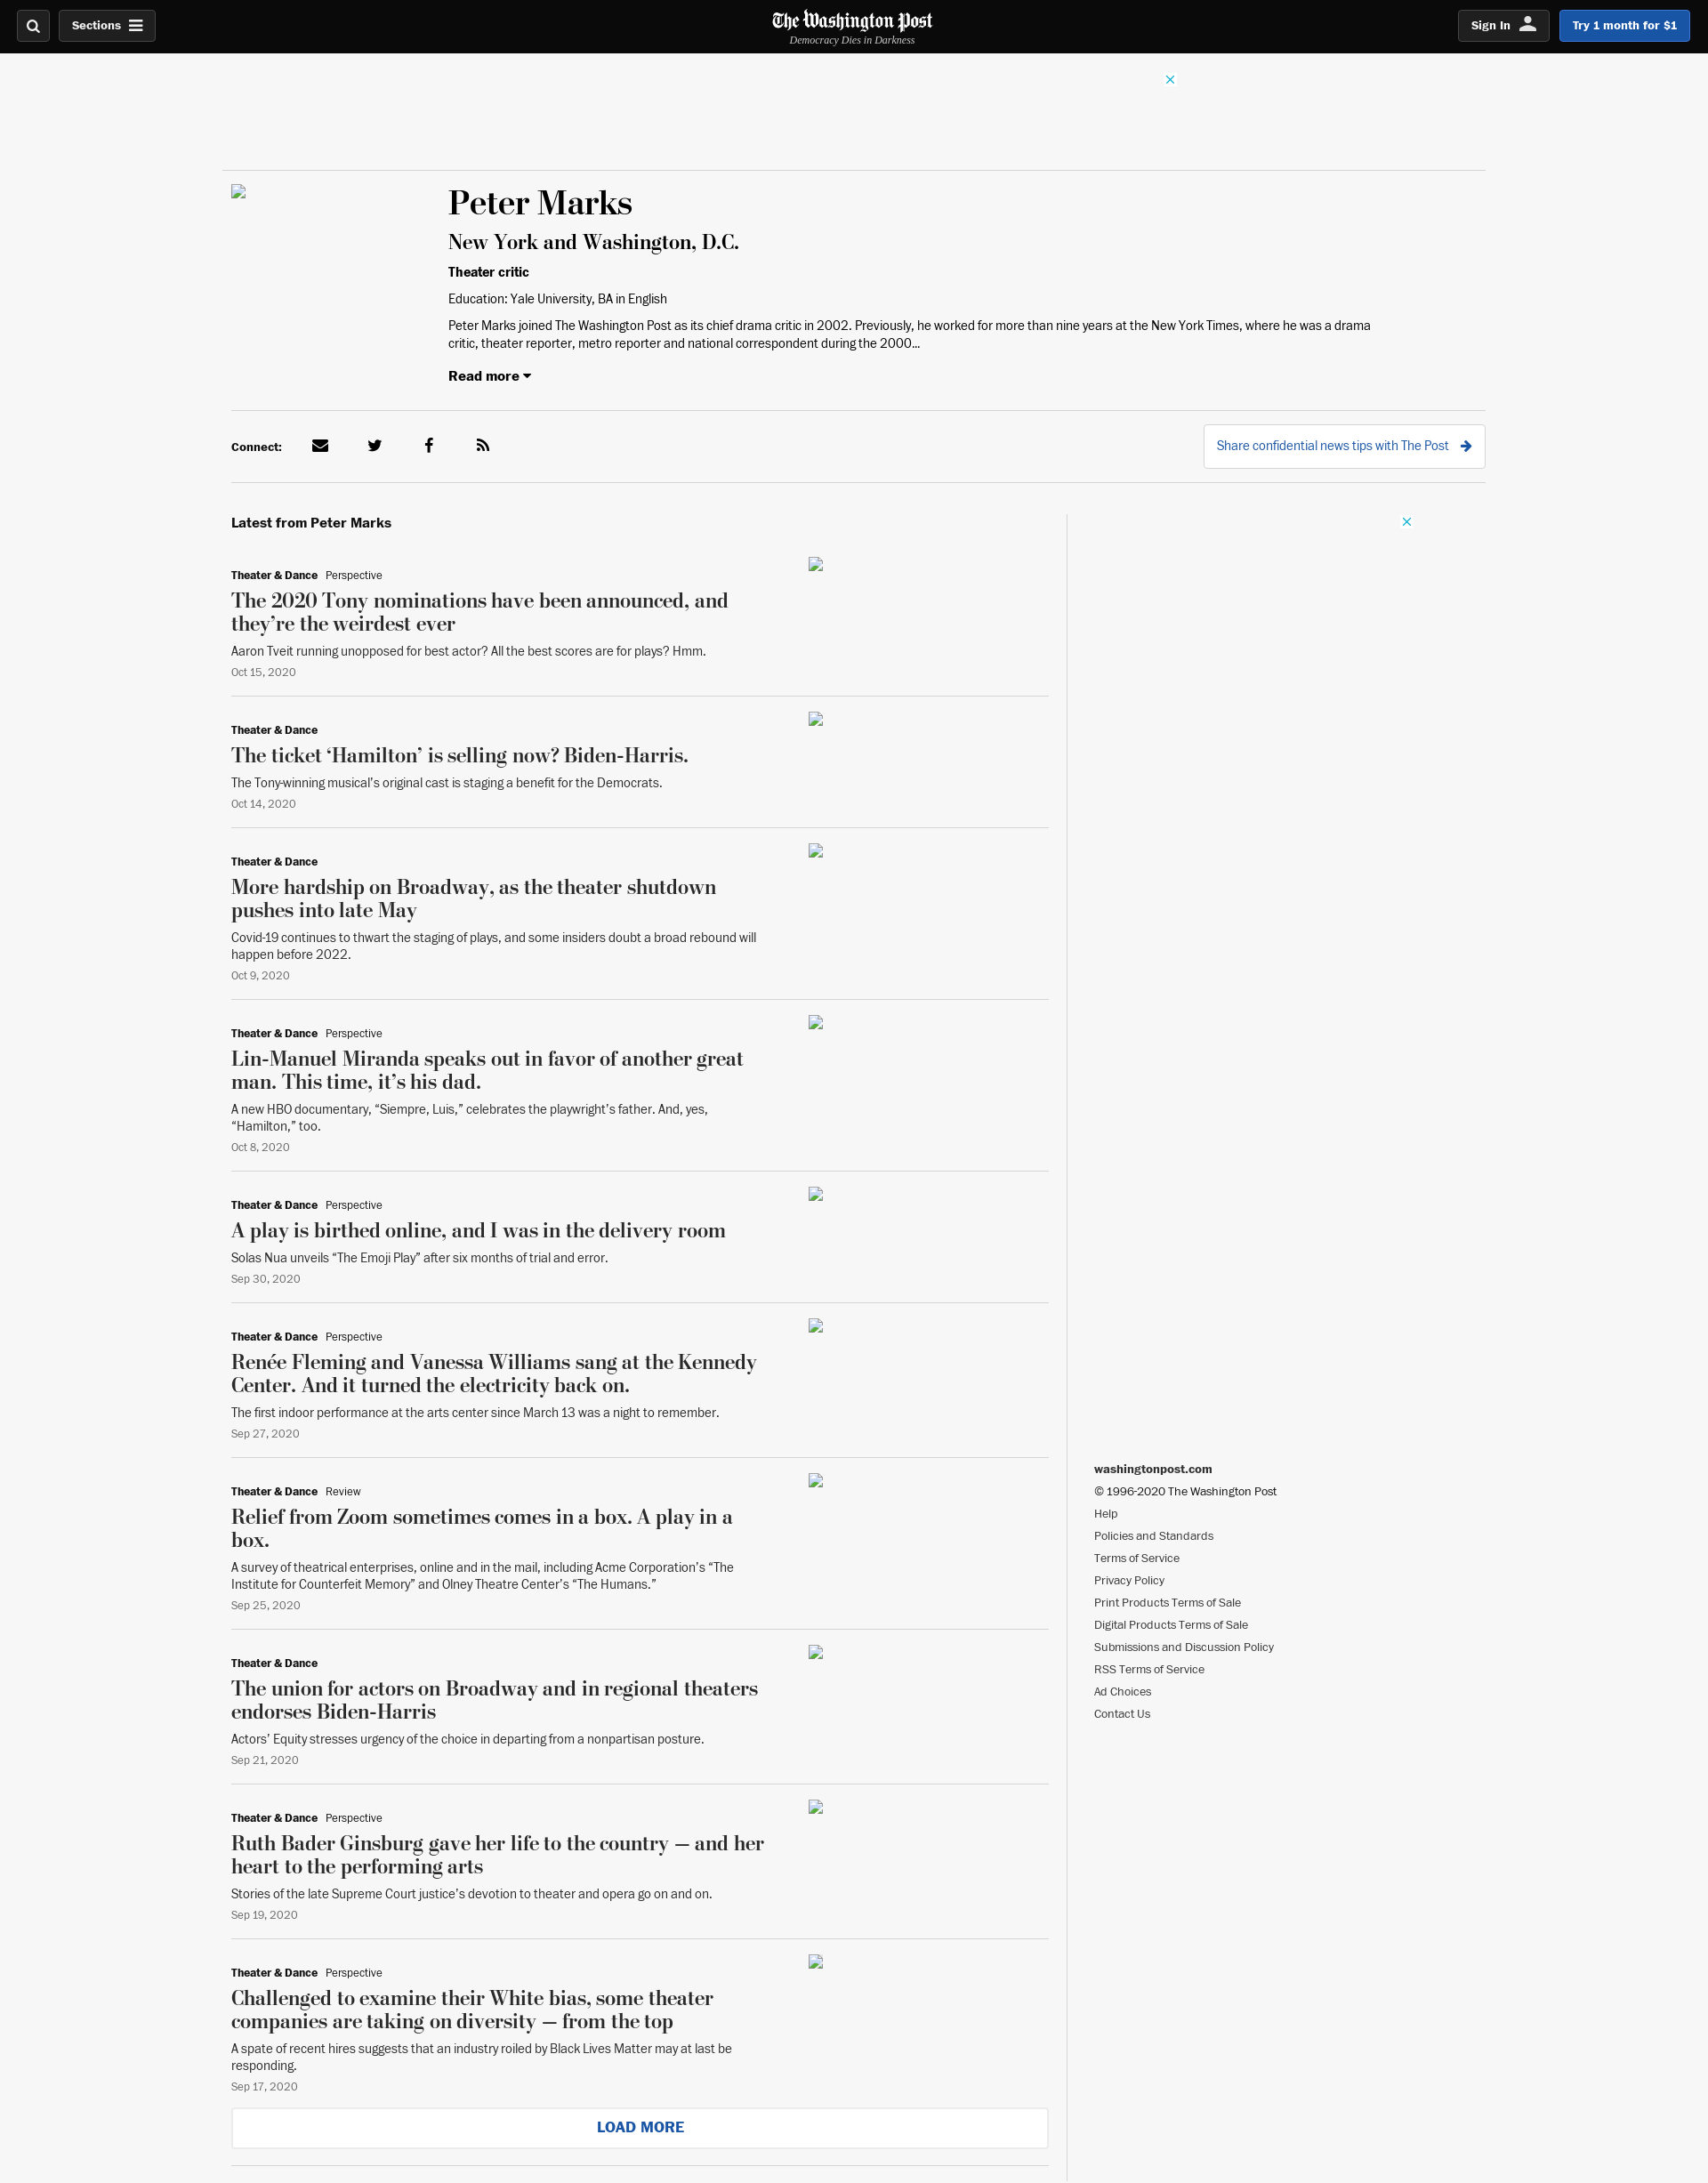 Sections
The Washington Post
Democracy Dies in Darkness
Sign In
Try 1 month for $1
Peter Marks
New York and Washington, D.C.
Theater critic
Education: Yale University, BA in English
Peter Marks joined The Washington Post as its chief drama critic in 2002. Previously, he worked for more than nine years at the New York Times, where he was a drama
critic, theater reporter, metro reporter and national correspondent during the 2000...
Read more
Connect:
Share confidential news tips with The Post
Latest from Peter Marks
Theater & Dance Perspective
The 2020 Tony nominations have been announced, and
they’re the weirdest ever
Aaron Tveit running unopposed for best actor? All the best scores are for plays? Hmm.
Oct 15, 2020
Theater & Dance
The ticket ‘Hamilton’ is selling now? Biden-Harris.
The Tony-winning musical’s original cast is staging a benefit for the Democrats.
Oct 14, 2020
Theater & Dance
More hardship on Broadway, as the theater shutdown
pushes into late May
Covid-19 continues to thwart the staging of plays, and some insiders doubt a broad rebound will
happen before 2022.
Oct 9, 2020
Theater & Dance Perspective
Lin-Manuel Miranda speaks out in favor of another great
man. This time, it’s his dad.
A new HBO documentary, “Siempre, Luis,” celebrates the playwright’s father. And, yes,
“Hamilton,” too.
Oct 8, 2020
Theater & Dance Perspective
A play is birthed online, and I was in the delivery room
Solas Nua unveils “The Emoji Play” after six months of trial and error.
Sep 30, 2020
Theater & Dance Perspective
Renée Fleming and Vanessa Williams sang at the Kennedy
Center. And it turned the electricity back on.
The first indoor performance at the arts center since March 13 was a night to remember.
Sep 27, 2020
Theater & Dance Review
Relief from Zoom sometimes comes in a box. A play in a
box.
A survey of theatrical enterprises, online and in the mail, including Acme Corporation’s “The
Institute for Counterfeit Memory” and Olney Theatre Center’s “The Humans.”
Sep 25, 2020
Theater & Dance
The union for actors on Broadway and in regional theaters
endorses Biden-Harris
Actors’ Equity stresses urgency of the choice in departing from a nonpartisan posture.
Sep 21, 2020
Theater & Dance Perspective
Ruth Bader Ginsburg gave her life to the country — and her
heart to the performing arts
Stories of the late Supreme Court justice’s devotion to theater and opera go on and on.
Sep 19, 2020
Theater & Dance Perspective
Challenged to examine their White bias, some theater
companies are taking on diversity — from the top
A spate of recent hires suggests that an industry roiled by Black Lives Matter may at last be
responding.
Sep 17, 2020
LOAD MORE
washingtonpost.com
© 1996-2020 The Washington Post
Help
Policies and Standards
Terms of Service
Privacy Policy
Print Products Terms of Sale
Digital Products Terms of Sale
Submissions and Discussion Policy
RSS Terms of Service
Ad Choices
Contact Us